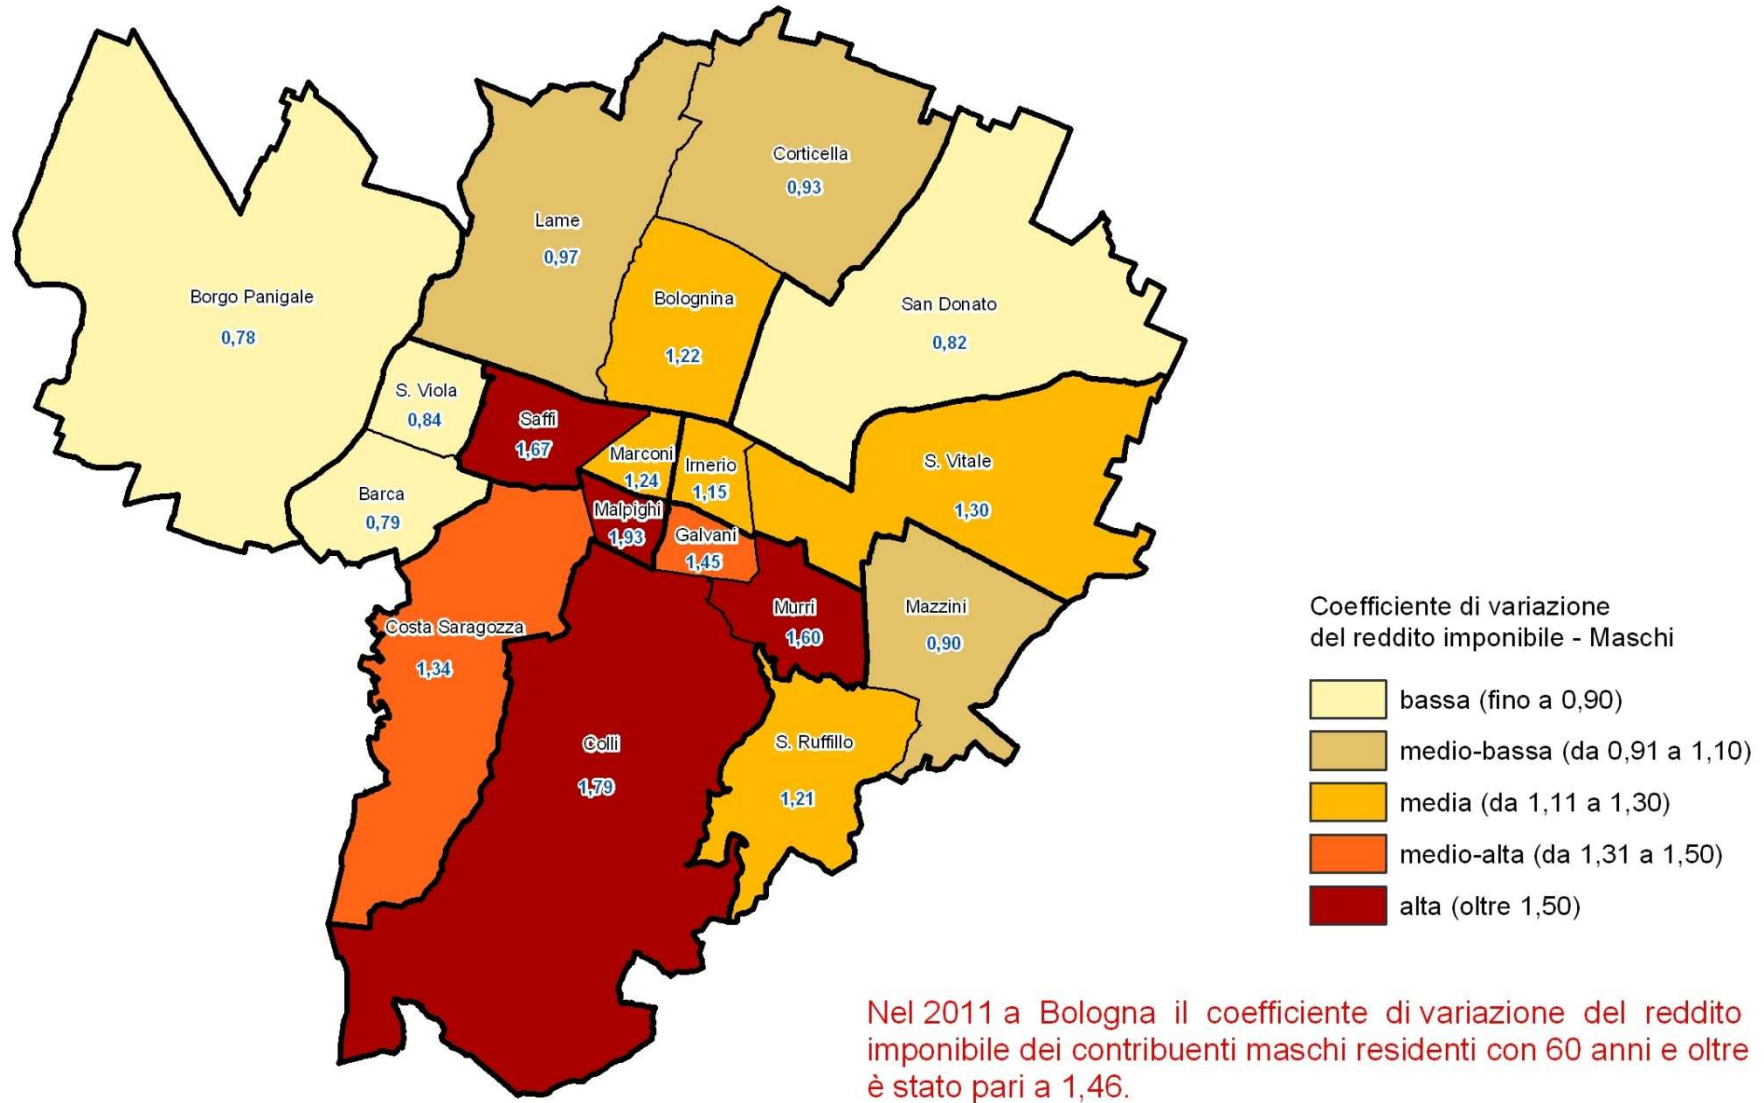 Corticella
0,93
Lame
0,97
Borgo Panigale
0,78
Bolognina
1,22
San Donato
0,82
S. Viola
0,84
Saffi
1,67
Marconi
1,24
Irnerio
1,15
S. Vitale
1,30
Barca
0,79
Malpighi
1,93
Galvani
1,45
Murri
1,60
Mazzini
0,90
Costa Saragozza
1,34
Colli
1,79
S. Ruffillo
1,21
Coefficiente di variazione
del reddito imponibile - Maschi
bassa (fino a 0,90)
medio-bassa (da 0,91 a 1,10)
media (da 1,11 a 1,30)
medio-alta (da 1,31 a 1,50)
alta (oltre 1,50)
Nel 2011 a Bologna il coefficiente di variazione del reddito
imponibile dei contribuenti maschi residenti con 60 anni e oltre
è stato pari a 1,46.